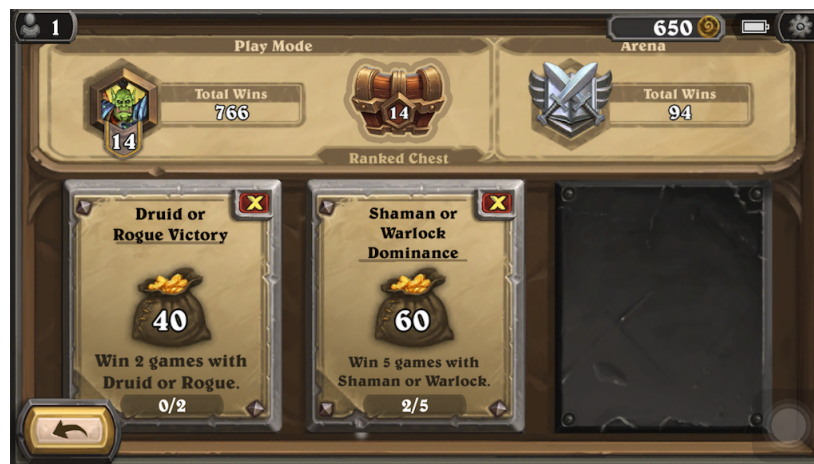 1
650
Play Mode
Arena
Total Wins
766
14
14
Total Wins
94
Ranked Chest
Druid or
Rogue Victory
40
Win 2 games with
Druid or Rogue.
0/2
X
Shaman or
Warlock
Dominance
60
Win 5 games with
Shaman or Warlock.
2/5
X